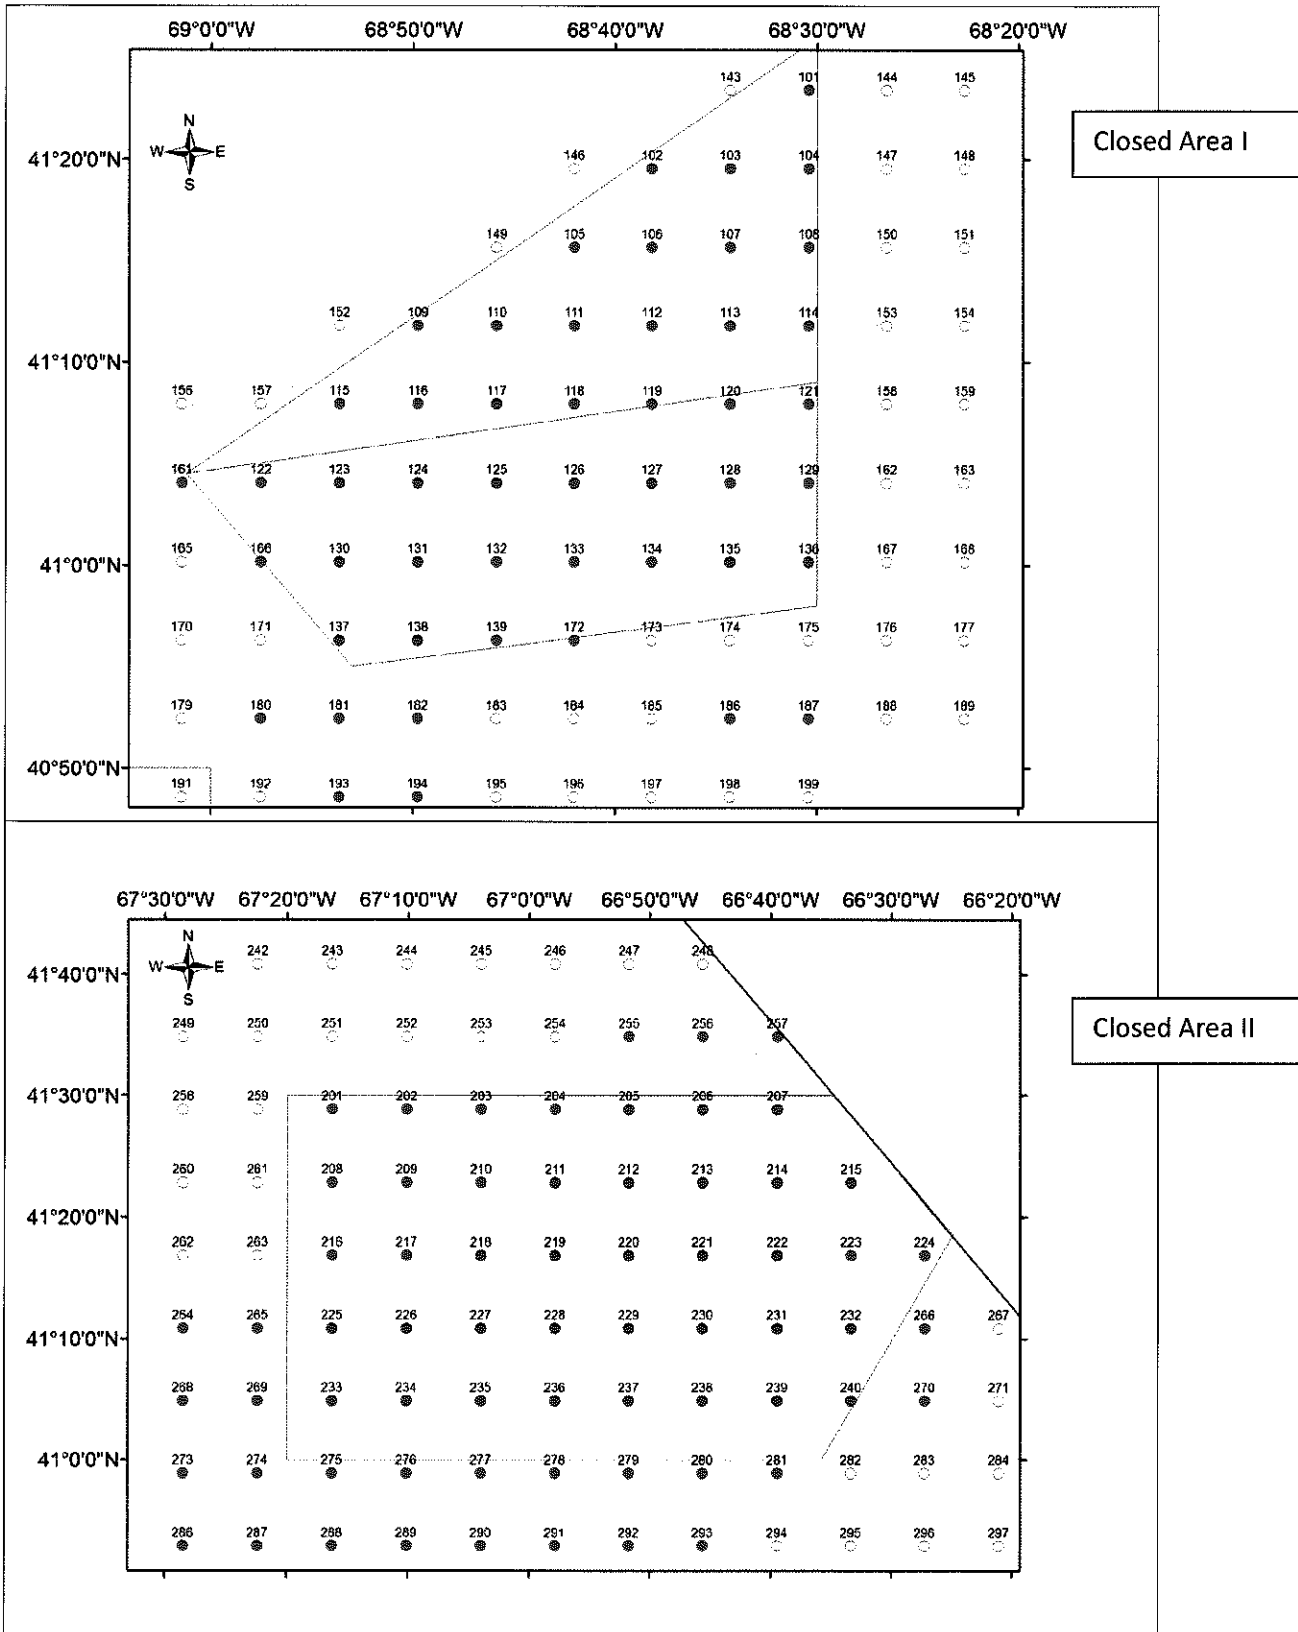 69°0'0"W 68°50'0"W 68°40'0"W 68°30'0"W 68°20'0"W
143 101 144 145
Closed Area I
N
W E
S
41°20'0"N
146 102 103 104 147 148
149 105 106 107 108 150 151
152 109 110 111 112 113 114 153 154
41°10'0"N
156 157 115 116 117 118 119 120 121 158 159
161 122 123 124 125 126 127 128 129 162 163
165 166 130 131 132 133 134 135 136 167 168
41°0'0"N
170 171 137 138 139 172 173 174 175 176 177
179 180 181 182 183 184 185 186 187 188 189
40°50'0"N
191 192 193 194 195 196 197 198 199
67°30'0"W 67°20'0"W 67°10'0"W 67°0'0"W 66°50'0"W 66°40'0"W 66°30'0"W 66°20'0"W
N
W E
S
242 243 244 245 246 247 248
41°40'0"N
Closed Area II
249 250 251 252 253 254 255 256 257
41°30'0"N
258 259 201 202 203 204 205 206 207
260 261 208 209 210 211 212 213 214 215
41°20'0"N
262 263 216 217 218 219 220 221 222 223 224
264 265 225 226 227 228 229 230 231 232 266 267
41°10'0"N
268 269 233 234 235 236 237 238 239 240 270 271
41°0'0"N
273 274 275 276 277 278 279 280 281 282 283 284
286 287 288 289 290 291 292 293 294 295 296 297